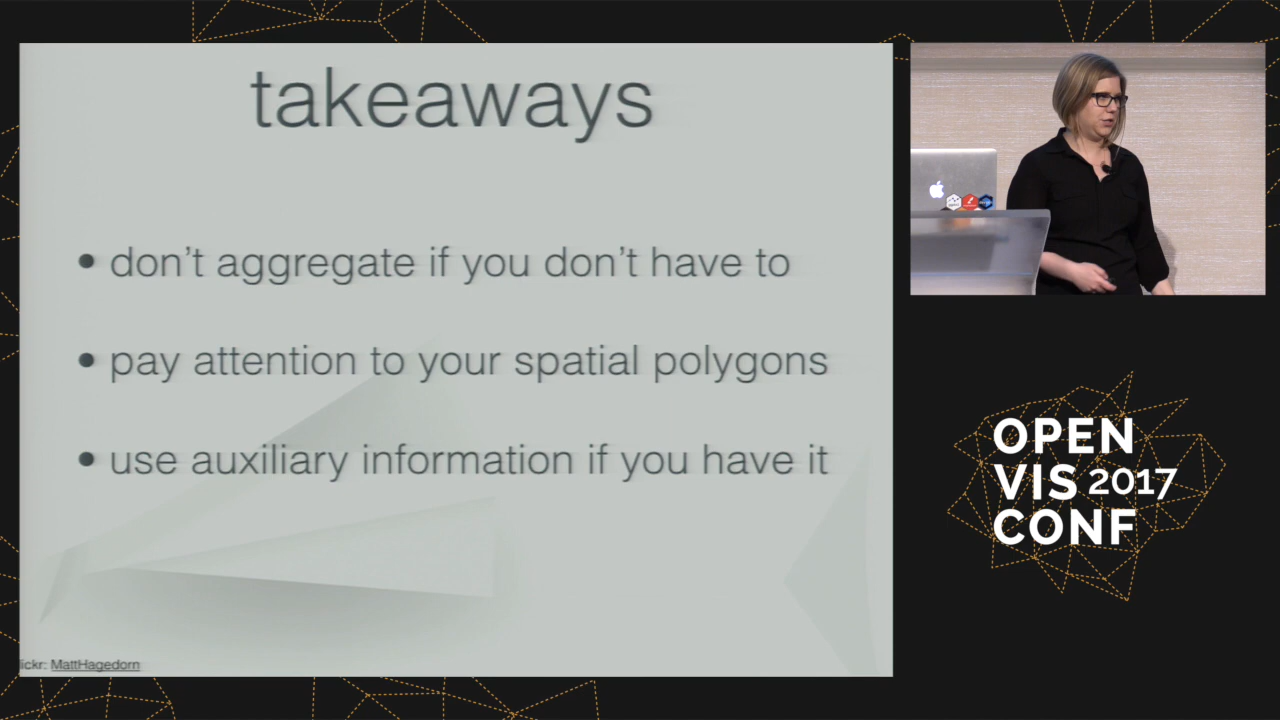 takeaways
• don't aggregate if you don't have to
• pay attention to your spatial polygons
• use auxiliary information if you have it
lickr: MattHagedorn
OPEN
VIS 2017
CONF